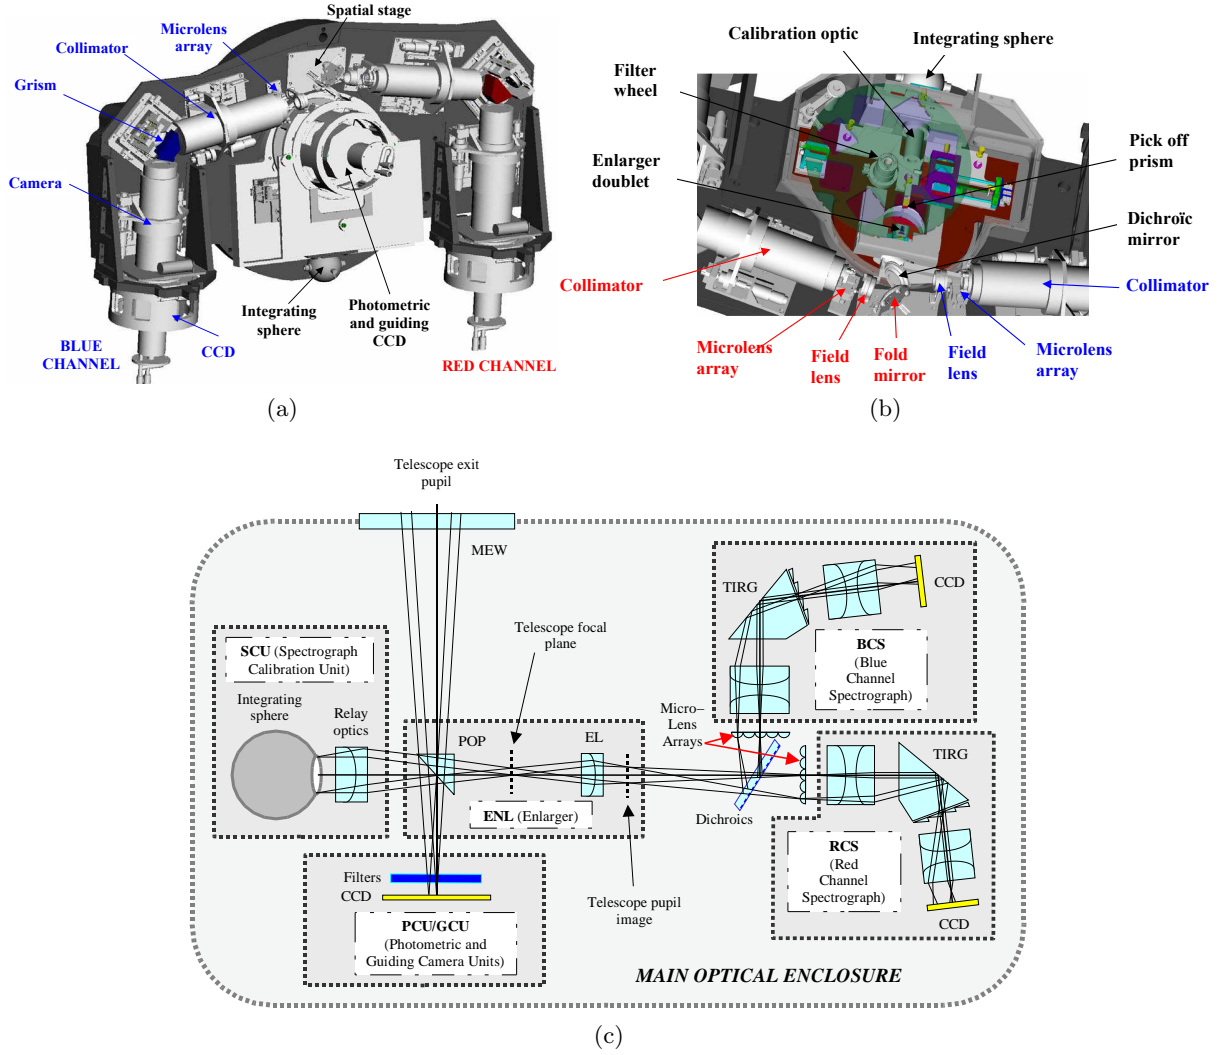 Spatial stage
Microlens
array
Collimator
Grism
Camera
Integrating
sphere
Photometric
and guiding
CCD
BLUE
CHANNEL
CCD
RED CHANNEL
(a)
Calibration optic
Integrating sphere
Filter
wheel
Pick off
prism
Enlarger
doublet
Dichroïc
mirror
Collimator
Collimator
Microlens
array
Field
lens
Fold
mirror
Field
lens
Microlens
array
(b)
Telescope exit
pupil
MEW
TIRG
CCD
Telescope focal
plane
SCU (Spectrograph
Calibration Unit)
BCS
(Blue
Channel
Spectrograph)
Integrating
sphere
Relay
optics
POP
EL
Micro–
Lens
Arrays
TIRG
ENL (Enlarger)
Dichroics
RCS
(Red
Channel
Spectrograph)
Filters
CCD
Telescope pupil
image
CCD
PCU/GCU
(Photometric and
Guiding Camera Units)
MAIN OPTICAL ENCLOSURE
(c)